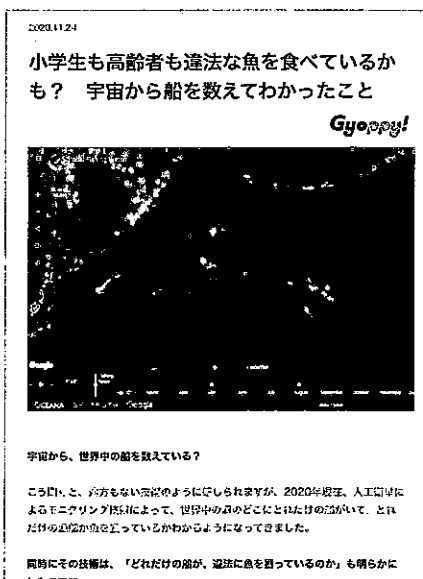 2020.11.24
小学生も高齢者も違法な魚を食べているか
も？ 宇宙から船を数えてわかったこと
Gyoppy!
Google
OCEANA SKYTRUTH Google
宇宙から、世界中の船を数えている？
こう聞くと、途方もない技術のように感じられますが、2020年現在、人工衛星に
よるモニタリング技術によって、世界中の海のどこにどれだけの船がいて、どれ
だけの漁船が魚を獲っているかわかるようになってきました。
同時にその技術は、「どれだけの船が、違法に魚を獲っているのか」も明らかに